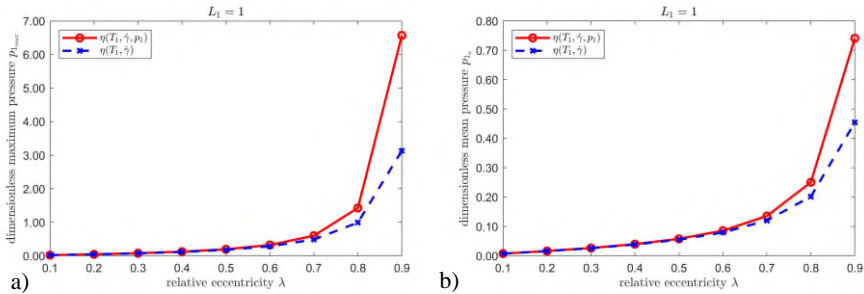 L₁ = 1
7.00
6.00
5.00
4.00
3.00
2.00
1.00
0.00
dimensionless maximum pressure p₁ₘₐₓ
η(T₁, γ̇, p₁)
η(T₁, γ̇)
0.1 0.2 0.3 0.4 0.5 0.6 0.7 0.8 0.9
relative eccentricity λ
a)
L₁ = 1
0.80
0.70
0.60
0.50
0.40
0.30
0.20
0.10
0.00
dimensionless mean pressure
η(T₁, γ̇, p₁)
η(T₁, γ̇)
0.1 0.2 0.3 0.4 0.5 0.6 0.7 0.8 0.9
relative eccentricity λ
b)